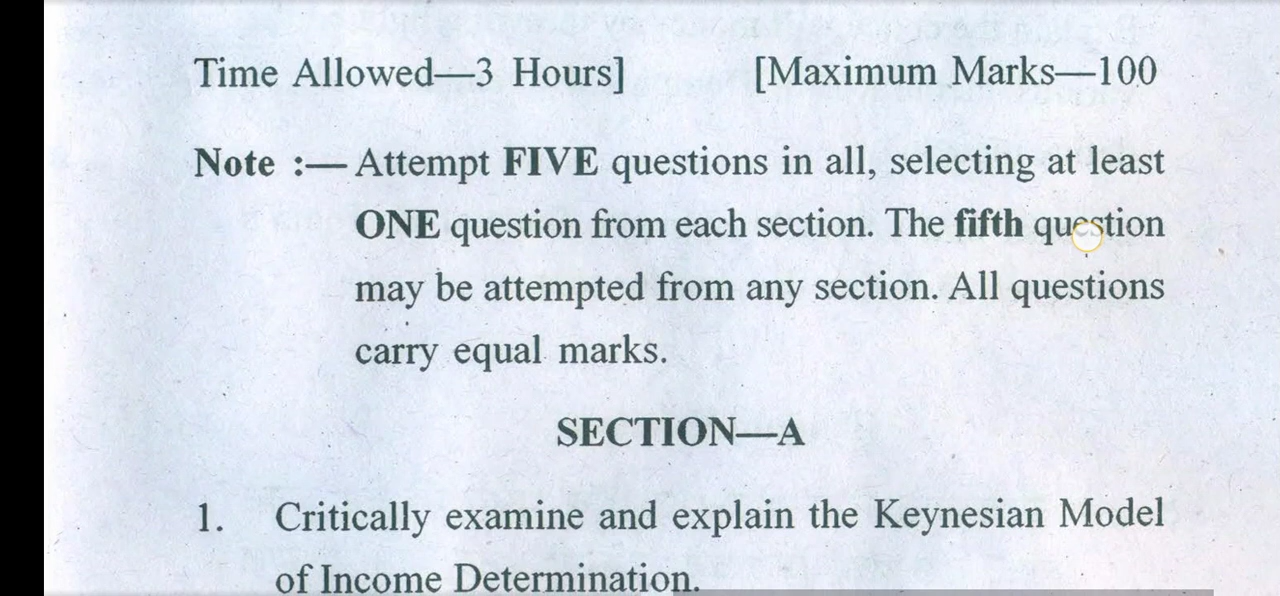 Time Allowed—3 Hours] [Maximum Marks—100
Note :— Attempt FIVE questions in all, selecting at least
ONE question from each section. The fifth question
may be attempted from any section. All questions
carry equal marks.
SECTION—A
1. Critically examine and explain the Keynesian Model
of Income Determination.